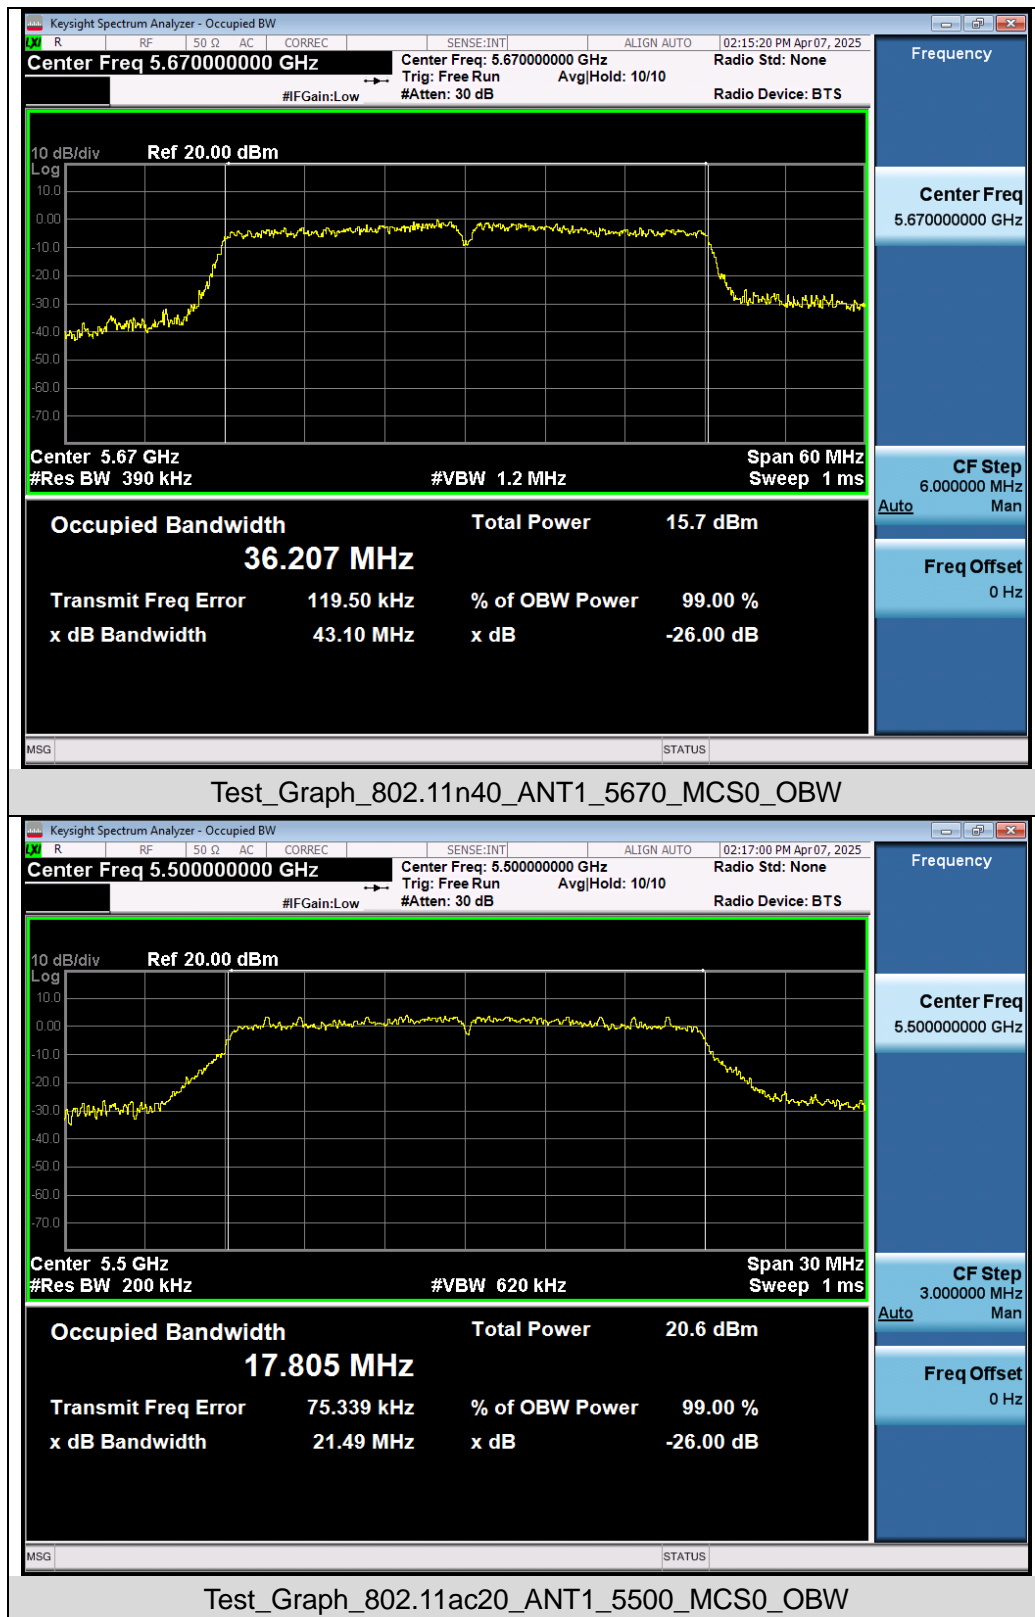 Keysight Spectrum Analyzer - Occupied BW
LXI R RF 50 Ω AC CORREC SENSE:INT ALIGN AUTO 02:15:20 PM Apr 07, 2025
Center Freq 5.670000000 GHz Center Freq: 5.670000000 GHz Radio Std: None
Trig: Free Run Avg|Hold: 10/10
#IFGain:Low #Atten: 30 dB Radio Device: BTS
Frequency
10 dB/div Ref 20.00 dBm
Log
10.0
0.00
-10.0
-20.0
-30.0
-40.0
-50.0
-60.0
-70.0
Center 5.67 GHz Span 60 MHz
#Res BW 390 kHz #VBW 1.2 MHz Sweep 1 ms
Center Freq
5.670000000 GHz
CF Step
6.000000 MHz
Auto Man
Freq Offset
0 Hz
Occupied Bandwidth Total Power 15.7 dBm
36.207 MHz
Transmit Freq Error 119.50 kHz % of OBW Power 99.00 %
x dB Bandwidth 43.10 MHz x dB -26.00 dB
MSG STATUS
Test_Graph_802.11n40_ANT1_5670_MCS0_OBW
Keysight Spectrum Analyzer - Occupied BW
LXI R RF 50 Ω AC CORREC SENSE:INT ALIGN AUTO 02:17:00 PM Apr 07, 2025
Center Freq 5.500000000 GHz Center Freq: 5.500000000 GHz Radio Std: None
Trig: Free Run Avg|Hold: 10/10
#IFGain:Low #Atten: 30 dB Radio Device: BTS
Frequency
10 dB/div Ref 20.00 dBm
Log
10.0
0.00
-10.0
-20.0
-30.0
-40.0
-50.0
-60.0
-70.0
Center 5.5 GHz Span 30 MHz
#Res BW 200 kHz #VBW 620 kHz Sweep 1 ms
Center Freq
5.500000000 GHz
CF Step
3.000000 MHz
Auto Man
Freq Offset
0 Hz
Occupied Bandwidth Total Power 20.6 dBm
17.805 MHz
Transmit Freq Error 75.339 kHz % of OBW Power 99.00 %
x dB Bandwidth 21.49 MHz x dB -26.00 dB
MSG STATUS
Test_Graph_802.11ac20_ANT1_5500_MCS0_OBW